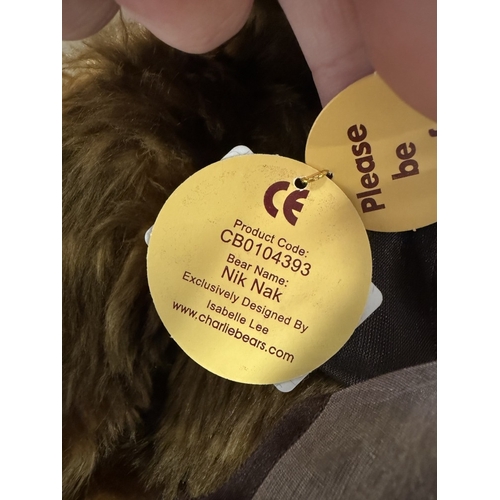 CE
Product Code:
CB0104393
Bear Name:
Nik Nak
Exclusively Designed By
Isabelle Lee
www.charliebears.com
Please
be